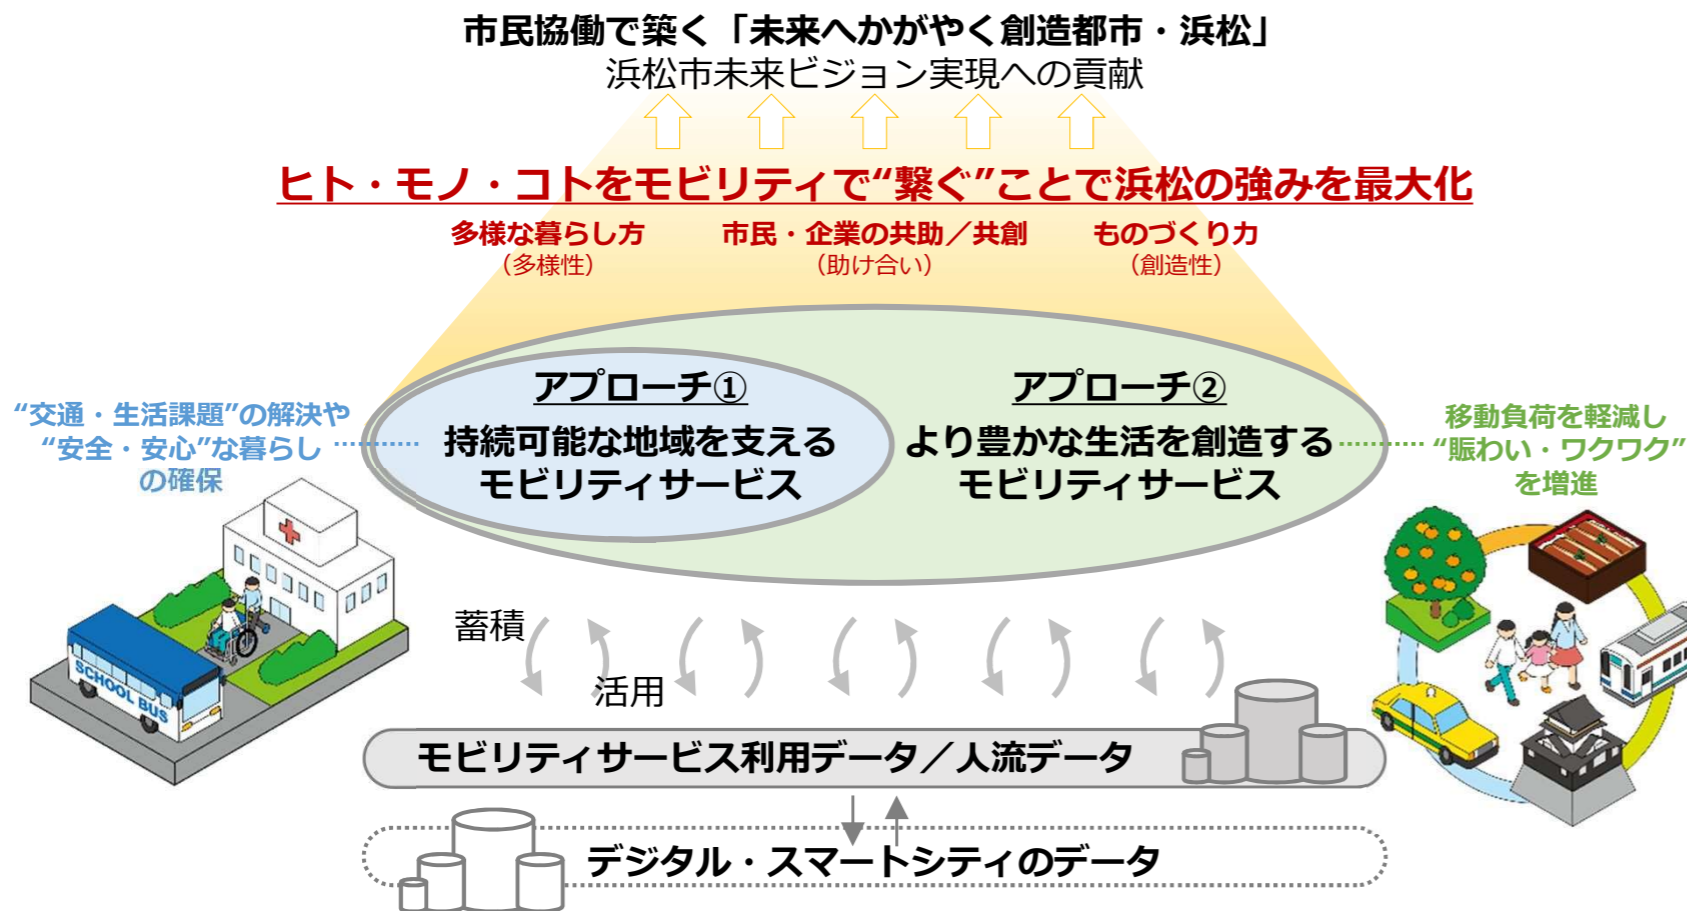 市民協働で築く「未来へかがやく創造都市・浜松」
浜松市未来ビジョン実現への貢献
ヒト・モノ・コトをモビリティで“繋ぐ”ことで浜松の強みを最大化
多様な暮らし方
(多様性)
市民・企業の共助／共創
(助け合い)
ものづくり力
(創造性)
“交通・生活課題”の解決や
“安全・安心”な暮らし
の確保
アプローチ①
持続可能な地域を支える
モビリティサービス
アプローチ②
より豊かな生活を創造する
モビリティサービス
移動負荷を軽減し
“賑わい・ワクワク”
を増進
SCHOOL BUS
蓄積
活用
モビリティサービス利用データ／人流データ
デジタル・スマートシティのデータ